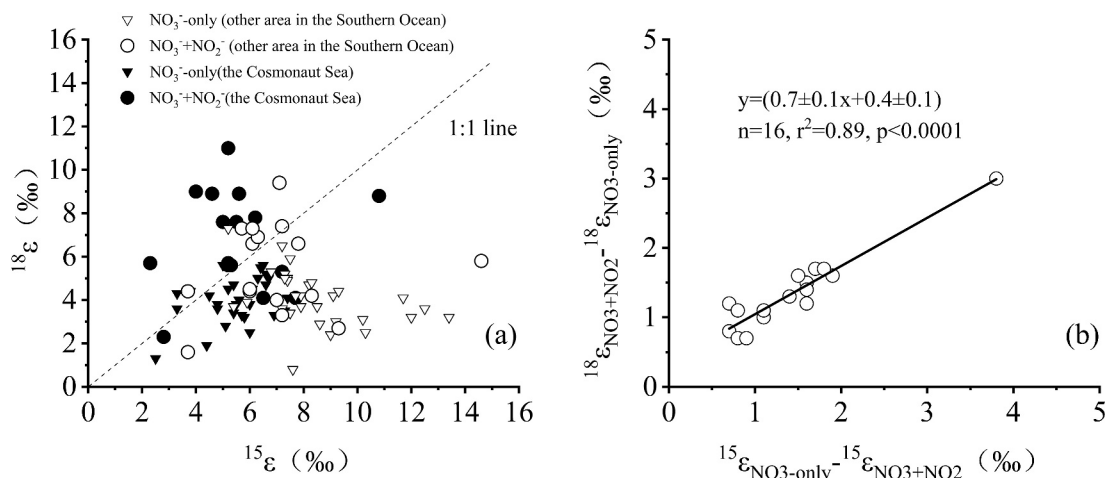 NO₃⁻-only (other area in the Southern Ocean)
NO₃⁻+NO₂⁻ (other area in the Southern Ocean)
NO₃⁻-only(the Cosmonaut Sea)
NO₃⁻+NO₂⁻(the Cosmonaut Sea)
1:1 line
16
14
12
10
8
6
4
2
0
¹⁸ε (‰)
(a)
0 2 4 6 8 10 12 14 16
¹⁵ε (‰)
y=(0.7±0.1x+0.4±0.1)
n=16, r²=0.89, p<0.0001
5
4
3
2
1
0
¹⁸εNO3+NO2-¹⁸εNO3-only (‰)
(b)
0 1 2 3 4 5
¹⁵εNO3-only-¹⁵εNO3+NO2 (‰)